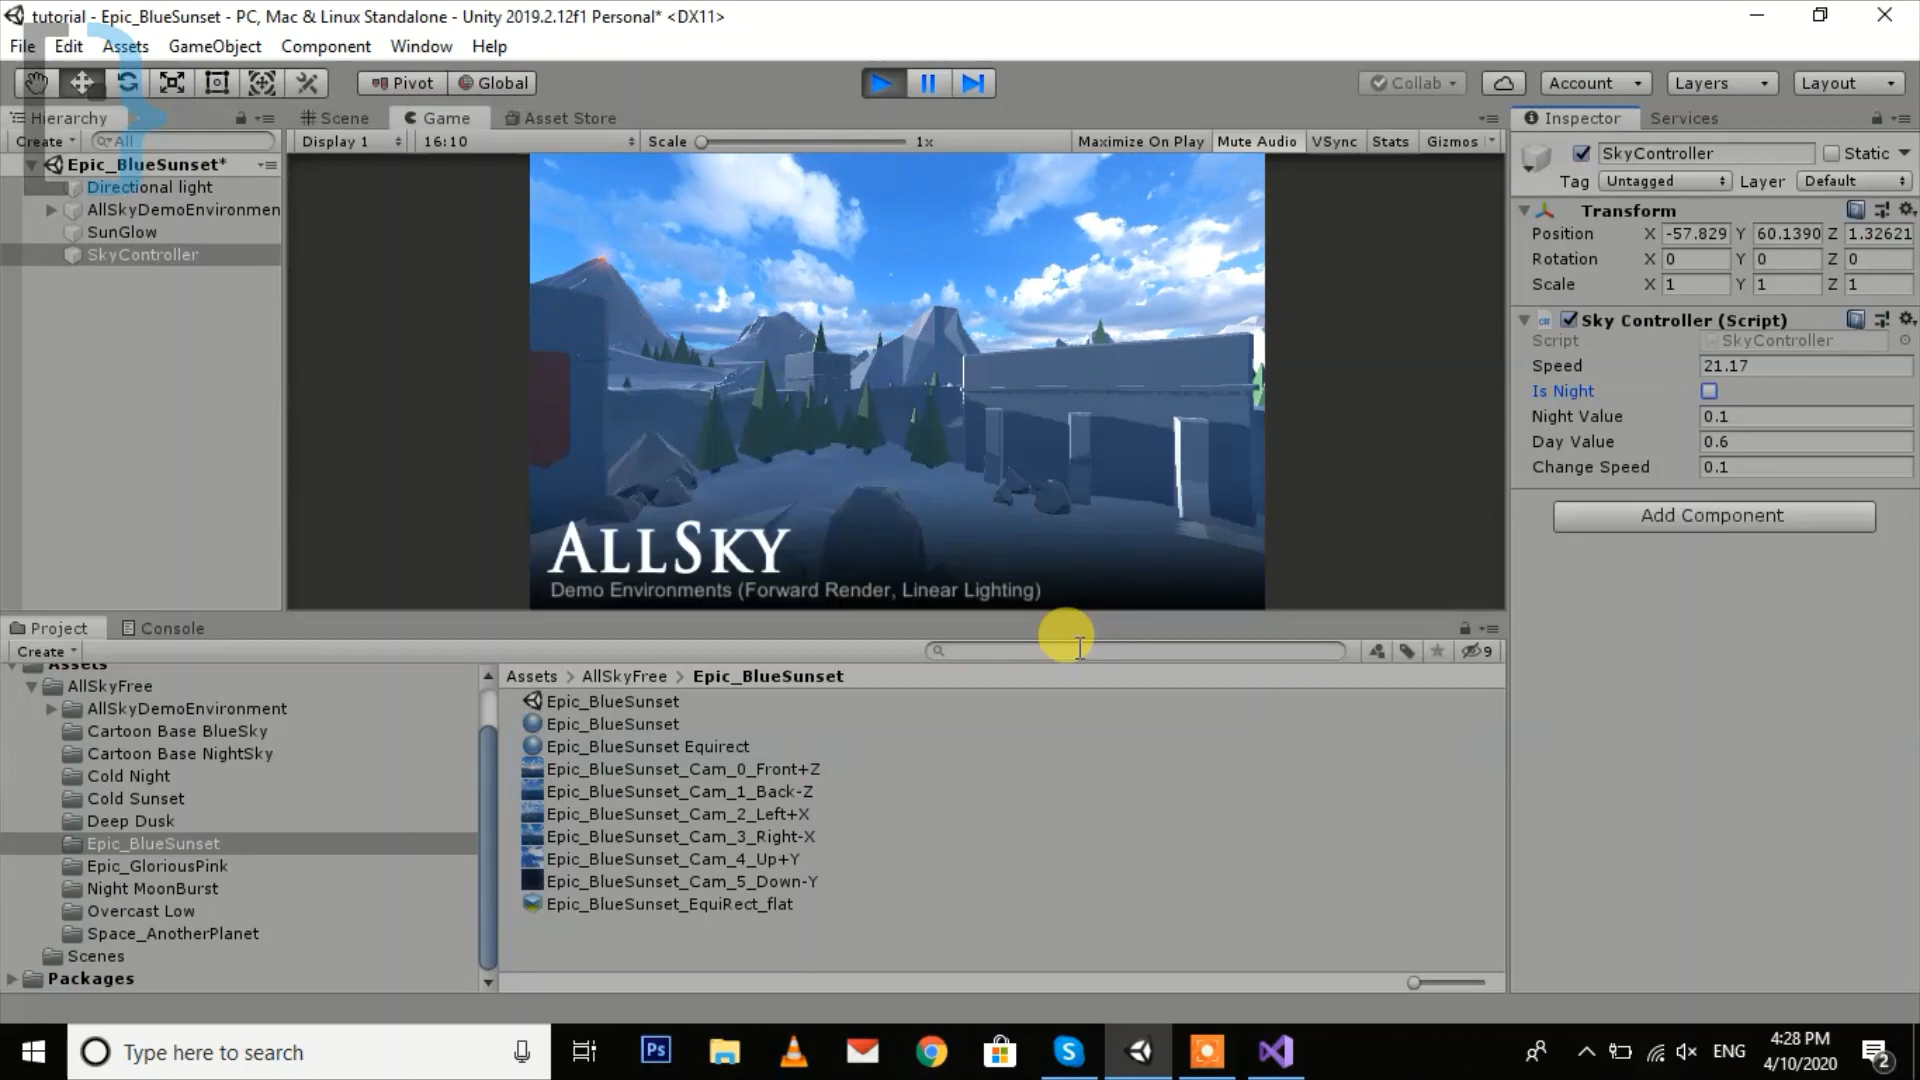 tutorial - Epic_BlueSunset - PC, Mac & Linux Standalone - Unity 2019.2.12f1 Personal* <DX11>
File Edit Assets GameObject Component Window Help
Pivot Global Collab Account Layers Layout
Hierarchy Scene Game Asset Store Inspector Services
Create All Display 1 16:10 Scale 1x Maximize On Play Mute Audio VSync Stats Gizmos
Epic_BlueSunset*
Directional light
AllSkyDemoEnvironmen
SunGlow
SkyController
SkyController Static
Tag Untagged Layer Default
Transform
Position X -57.829 Y 60.1390 Z 1.32621
Rotation X 0 Y 0 Z 0
Scale X 1 Y 1 Z 1
Sky Controller (Script)
Script SkyController
Speed 21.17
Is Night
Night Value 0.1
Day Value 0.6
Change Speed 0.1
Add Component
ALLSKY
Demo Environments (Forward Render, Linear Lighting)
Project Console
Create 9
Assets
AllSkyFree
AllSkyDemoEnvironment
Cartoon Base BlueSky
Cartoon Base NightSky
Cold Night
Cold Sunset
Deep Dusk
Epic_BlueSunset
Epic_GloriousPink
Night MoonBurst
Overcast Low
Space_AnotherPlanet
Scenes
Packages
Assets > AllSkyFree > Epic_BlueSunset
Epic_BlueSunset
Epic_BlueSunset
Epic_BlueSunset Equirect
Epic_BlueSunset_Cam_0_Front+Z
Epic_BlueSunset_Cam_1_Back-Z
Epic_BlueSunset_Cam_2_Left+X
Epic_BlueSunset_Cam_3_Right-X
Epic_BlueSunset_Cam_4_Up+Y
Epic_BlueSunset_Cam_5_Down-Y
Epic_BlueSunset_EquiRect_flat
Type here to search
Ps
ENG
4:28 PM
4/10/2020
2